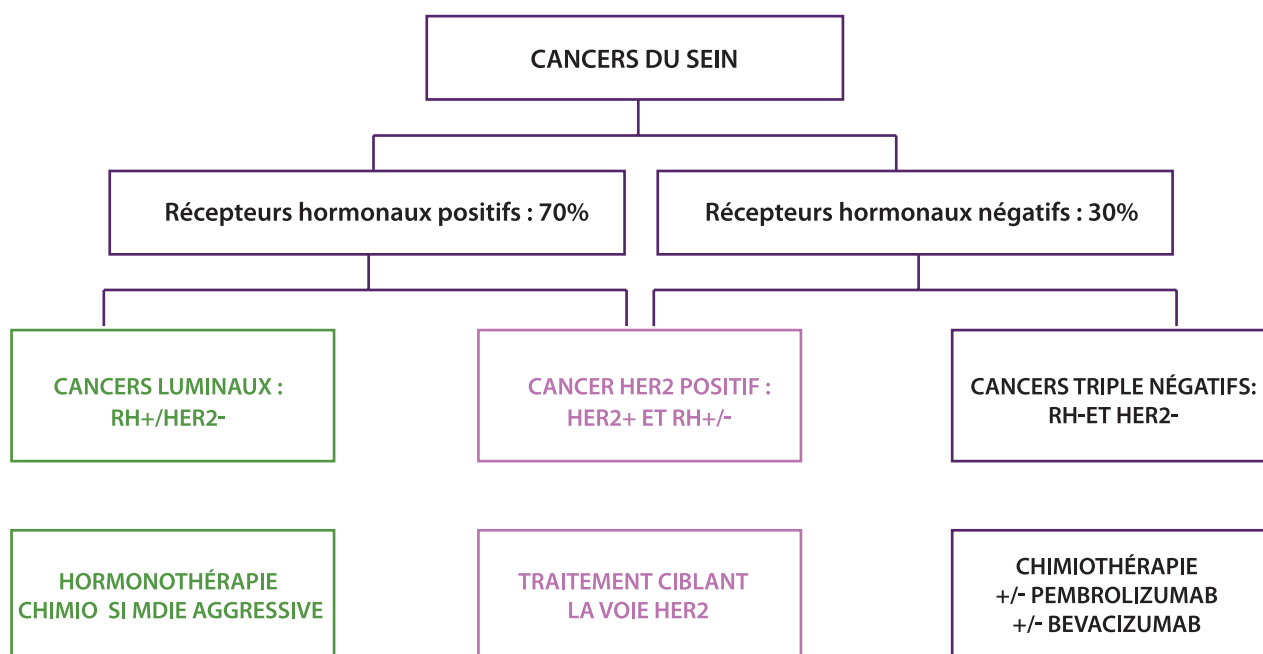 CANCERS DU SEIN
Récepteurs hormonaux positifs : 70%
Récepteurs hormonaux négatifs : 30%
CANCERS LUMINAUX :
RH+/HER2-
CANCER HER2 POSITIF :
HER2+ ET RH+/-
CANCERS TRIPLE NÉGATIFS:
RH-ET HER2-
HORMONOTHÉRAPIE
CHIMIO SI MDIE AGGRESSIVE
TRAITEMENT CIBLANT
LA VOIE HER2
CHIMIOTHÉRAPIE
+/- PEMBROLIZUMAB
+/- BEVACIZUMAB